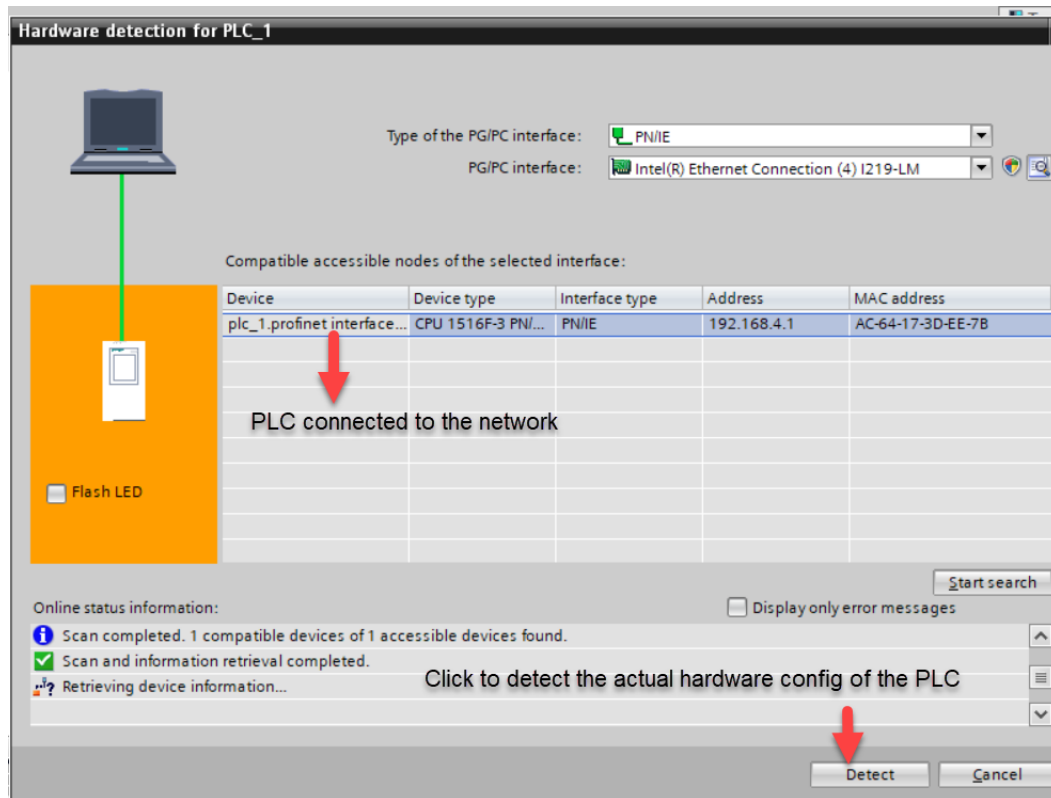 Hardware detection for PLC_1
Type of the PG/PC interface: PN/IE
PG/PC interface: Intel(R) Ethernet Connection (4) I219-LM
Compatible accessible nodes of the selected interface:
Device Device type Interface type Address MAC address
plc_1.profinet interface... CPU 1516F-3 PN/... PN/IE 192.168.4.1 AC-64-17-3D-EE-7B
PLC connected to the network
Flash LED
Start search
Online status information: Display only error messages
Scan completed. 1 compatible devices of 1 accessible devices found.
Scan and information retrieval completed.
Retrieving device information...
Click to detect the actual hardware config of the PLC
Detect Cancel